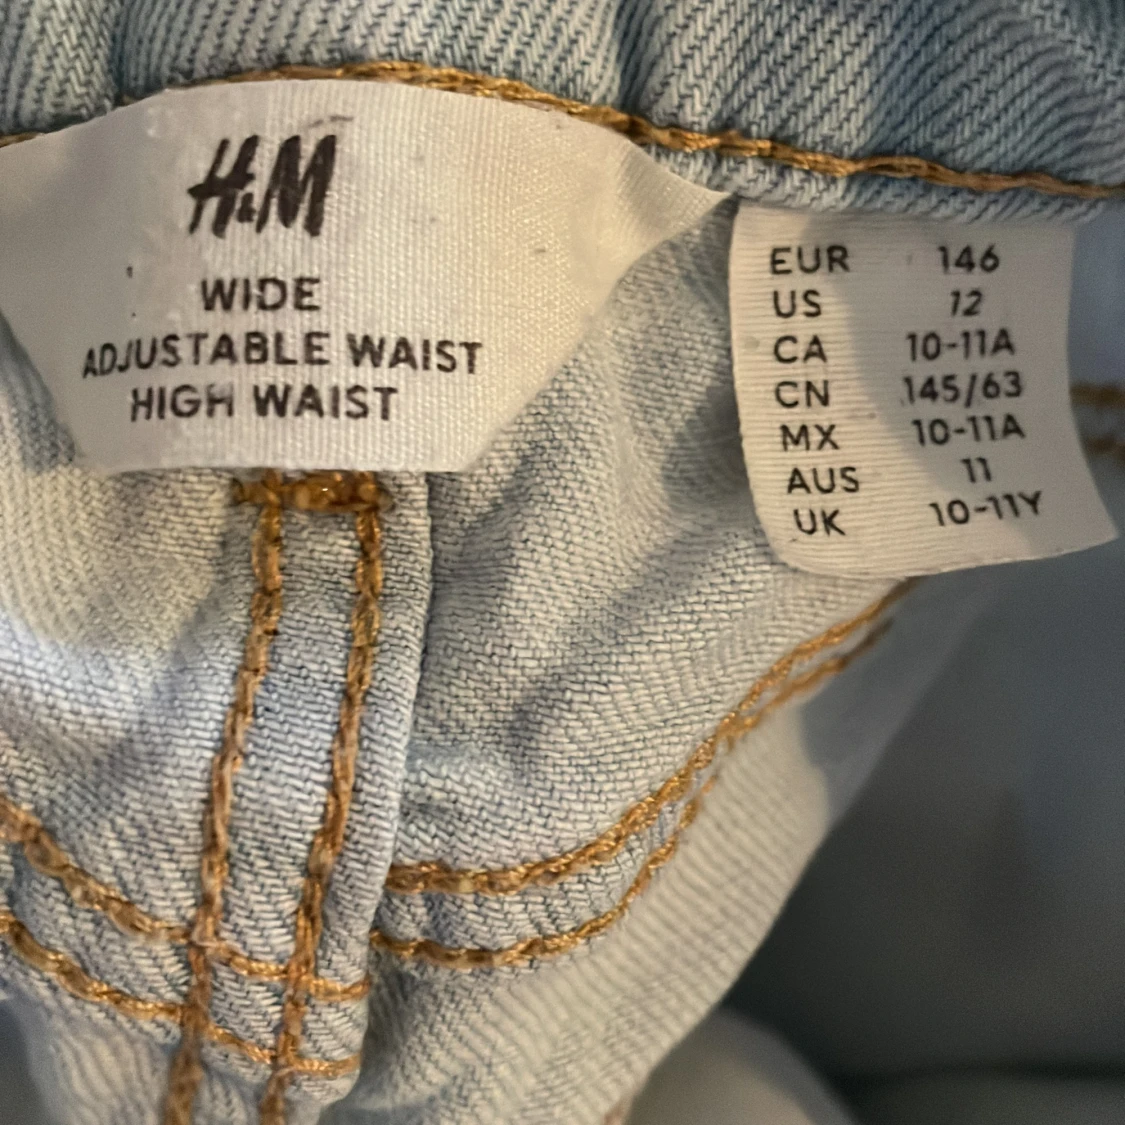 H&M
WIDE
ADJUSTABLE WAIST
HIGH WAIST
EUR 146
US 12
CA 10-11A
CN 145/63
MX 10-11A
AUS 11
UK 10-11Y